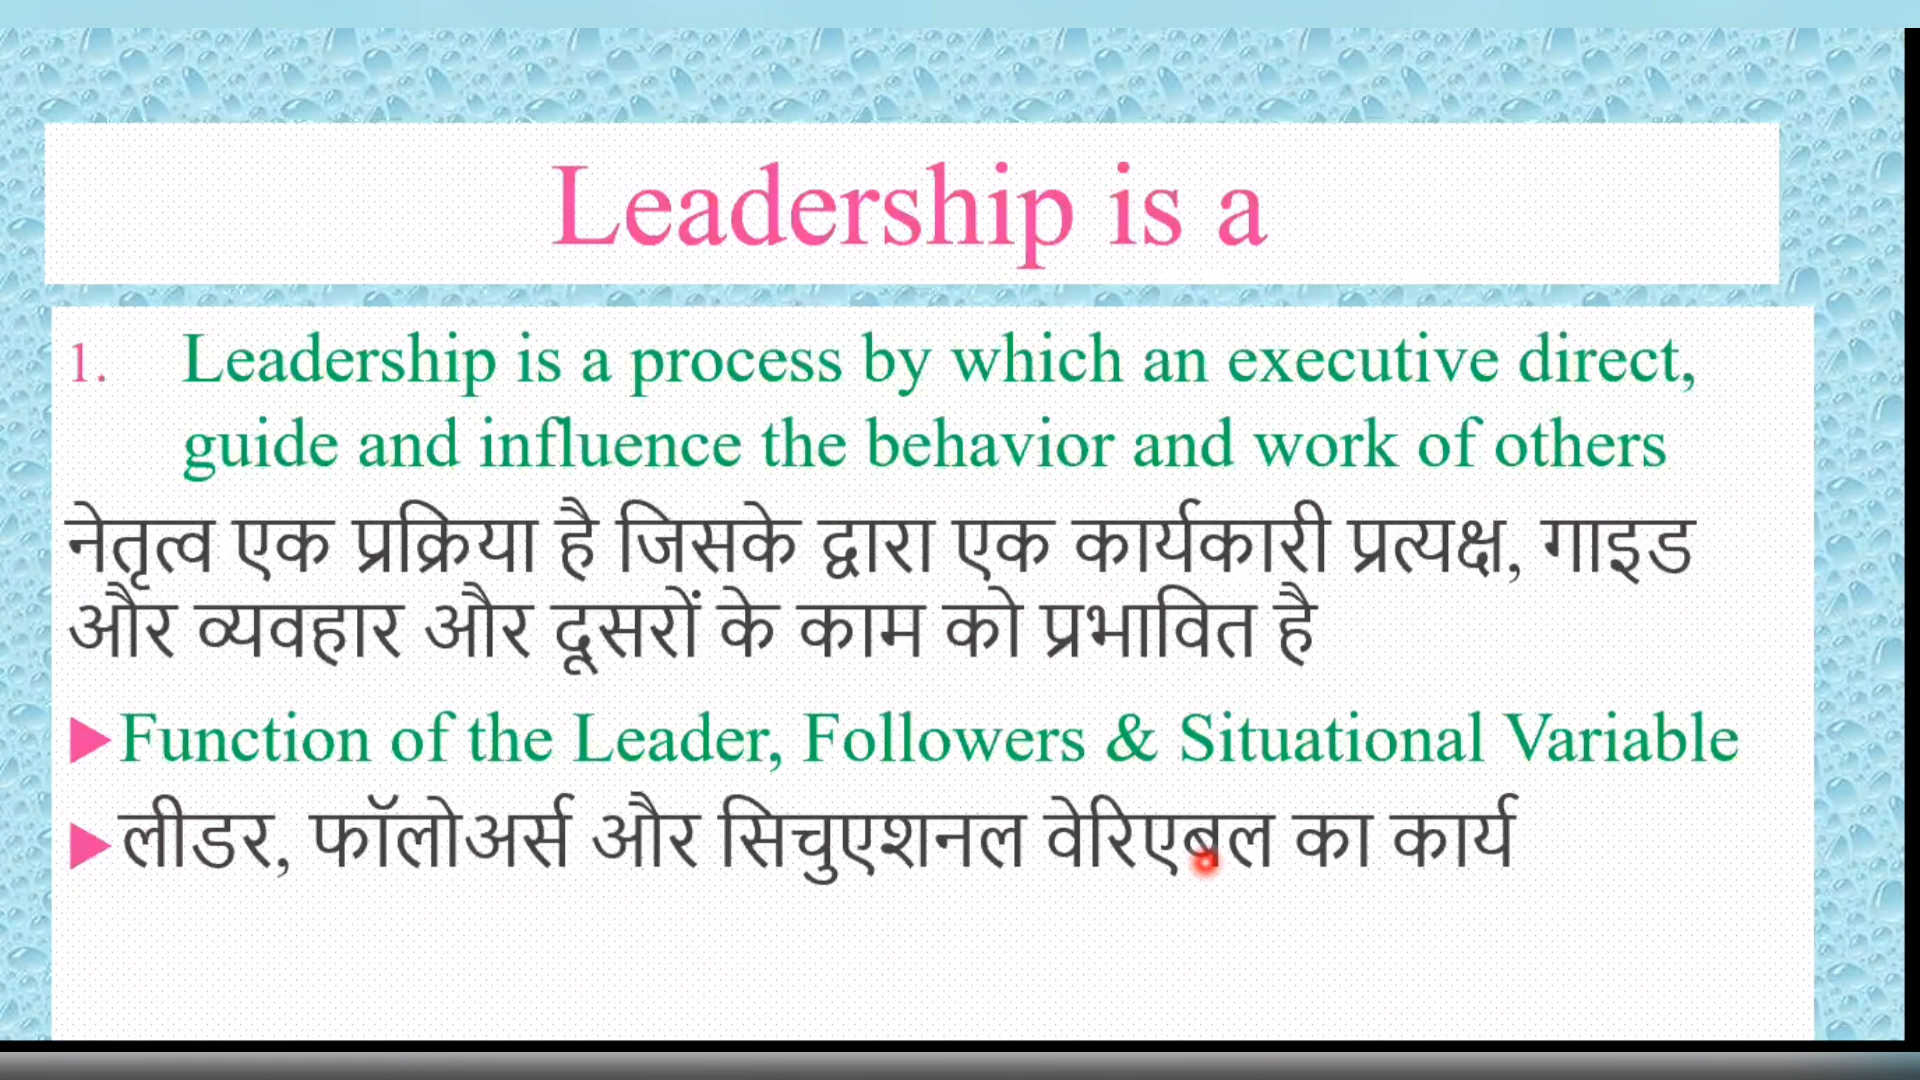 Leadership is a
1. Leadership is a process by which an executive direct,
guide and influence the behavior and work of others
नेतृत्व एक प्रक्रिया है जिसके द्वारा एक कार्यकारी प्रत्यक्ष, गाइड
और व्यवहार और दूसरों के काम को प्रभावित है
Function of the Leader, Followers & Situational Variable
लीडर, फॉलोअर्स और सिचुएशनल वेरिएबल का कार्य